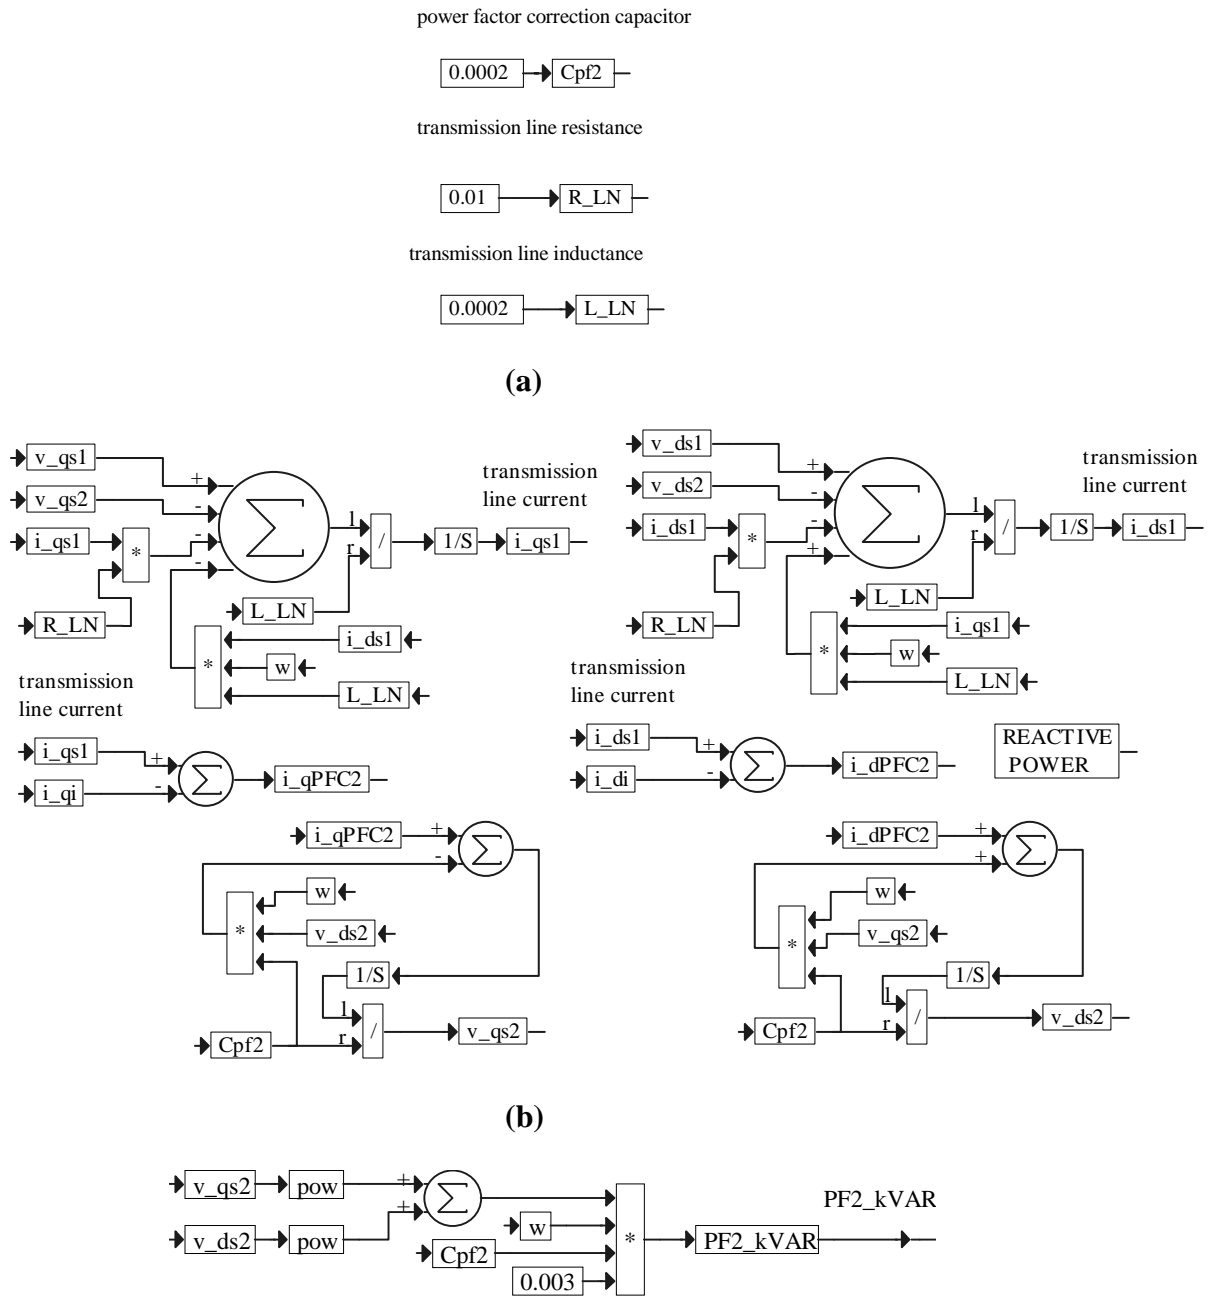 power factor correction capacitor
0.0002 Cpf2
transmission line resistance
0.01 R_LN
transmission line inductance
0.0002 L_LN
(a)
v_qs1
+
v_qs2
-
i_qs1
*
-
-
R_LN
Σ
l
r
/
1/S
i_qs1
transmission
line current
L_LN
*
i_ds1
w
L_LN
v_ds1
+
v_ds2
-
i_ds1
*
-
+
R_LN
Σ
l
r
/
1/S
i_ds1
transmission
line current
L_LN
*
i_qs1
w
L_LN
transmission
line current
i_qs1
+
i_qi
-
Σ
i_qPFC2
transmission
line current
i_ds1
+
i_di
-
Σ
i_dPFC2
REACTIVE
POWER
i_qPFC2
+
-
Σ
w
*
v_ds2
1/S
l
Cpf2
r
/
v_qs2
i_dPFC2
+
+
Σ
w
*
v_qs2
1/S
l
Cpf2
r
/
v_ds2
(b)
v_qs2 pow +
v_ds2 pow +
Σ
w
Cpf2
0.003
*
PF2_kVAR
PF2_kVAR